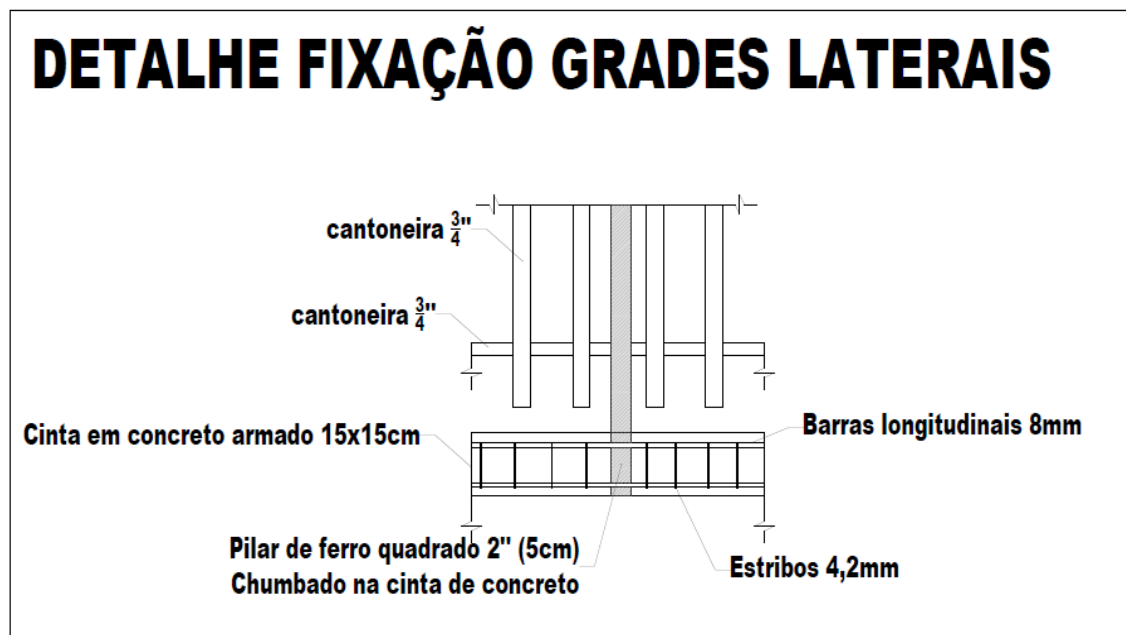 DETALHE FIXAÇÃO GRADES LATERAIS
cantoneira 3/4"
cantoneira 3/4"
Cinta em concreto armado 15x15cm
Barras longitudinais 8mm
Pilar de ferro quadrado 2" (5cm)
Chumbado na cinta de concreto
Estribos 4,2mm